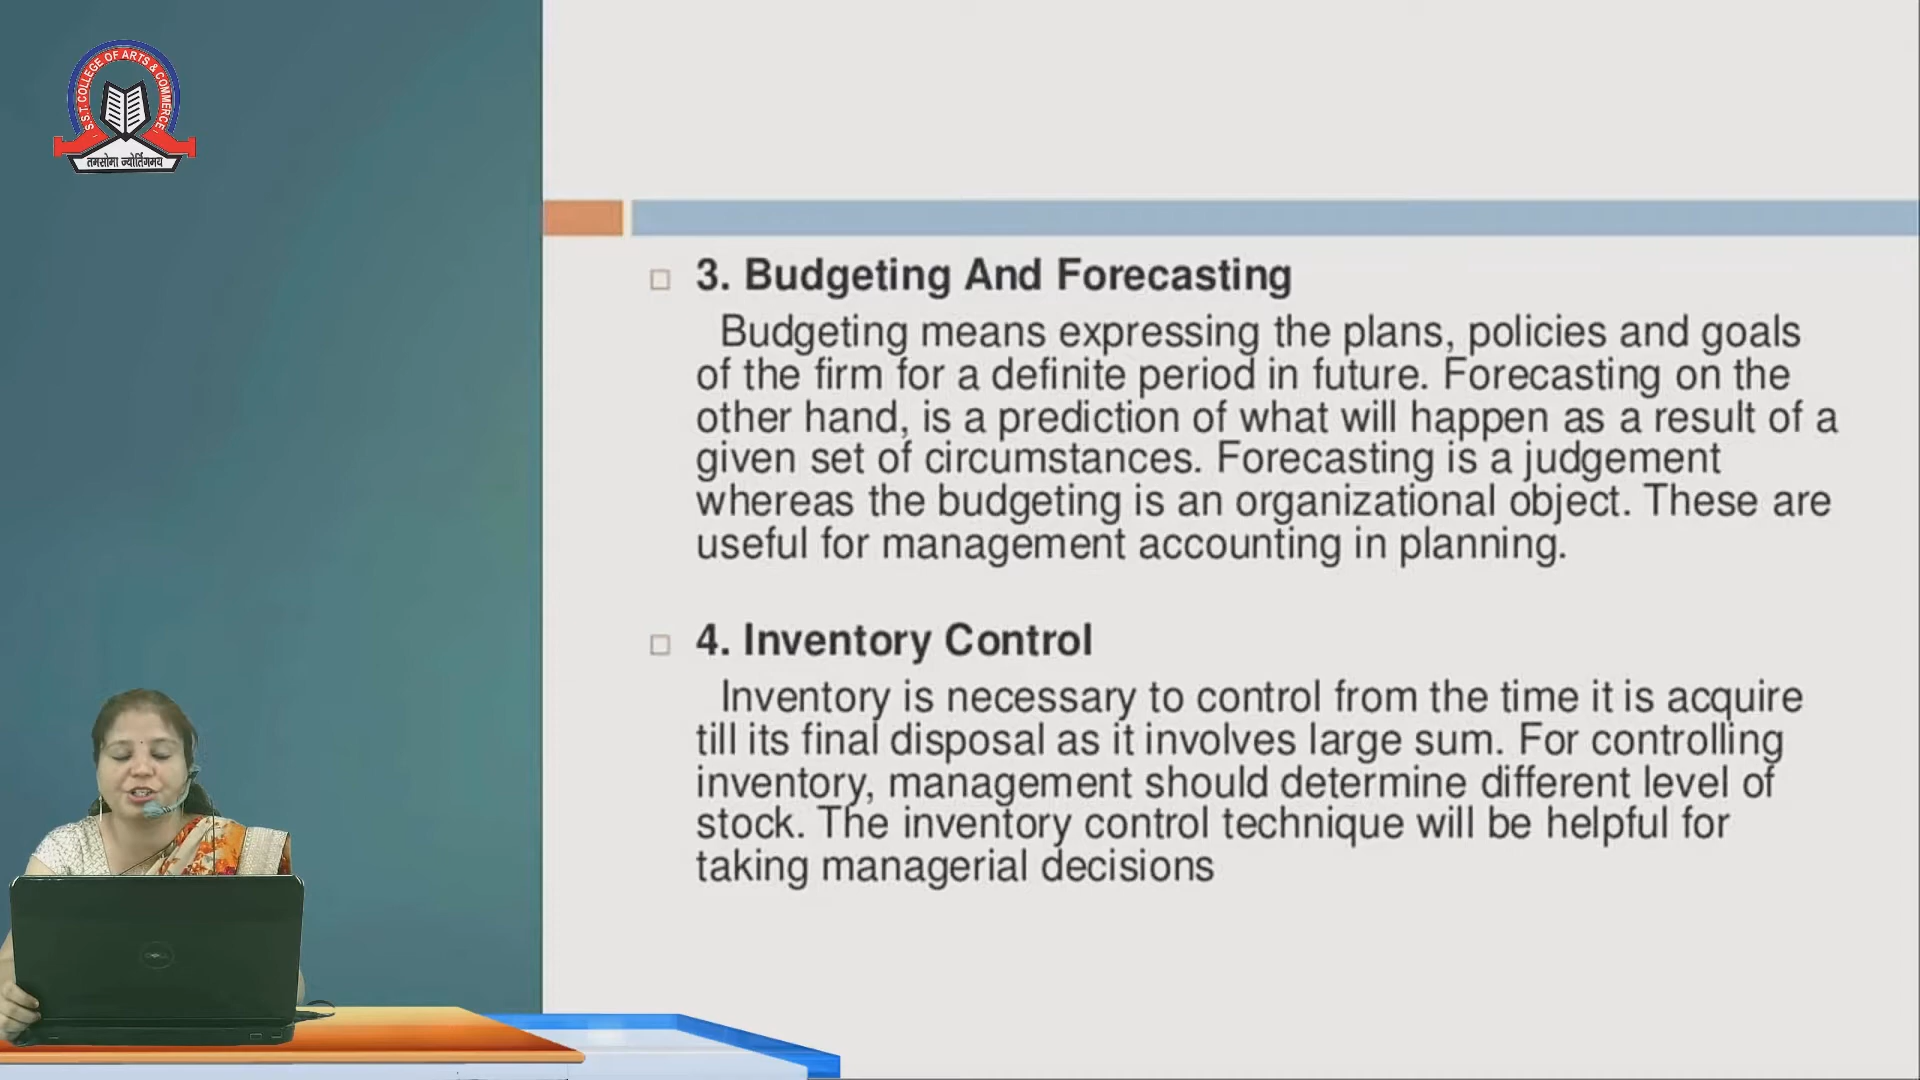 S.S.T. COLLEGE OF ARTS & COMMERCE
तमसोमा ज्योर्तिगमय
3. Budgeting And Forecasting
Budgeting means expressing the plans, policies and goals
of the firm for a definite period in future. Forecasting on the
other hand, is a prediction of what will happen as a result of a
given set of circumstances. Forecasting is a judgement
whereas the budgeting is an organizational object. These are
useful for management accounting in planning.
4. Inventory Control
Inventory is necessary to control from the time it is acquire
till its final disposal as it involves large sum. For controlling
inventory, management should determine different level of
stock. The inventory control technique will be helpful for
taking managerial decisions
DELL